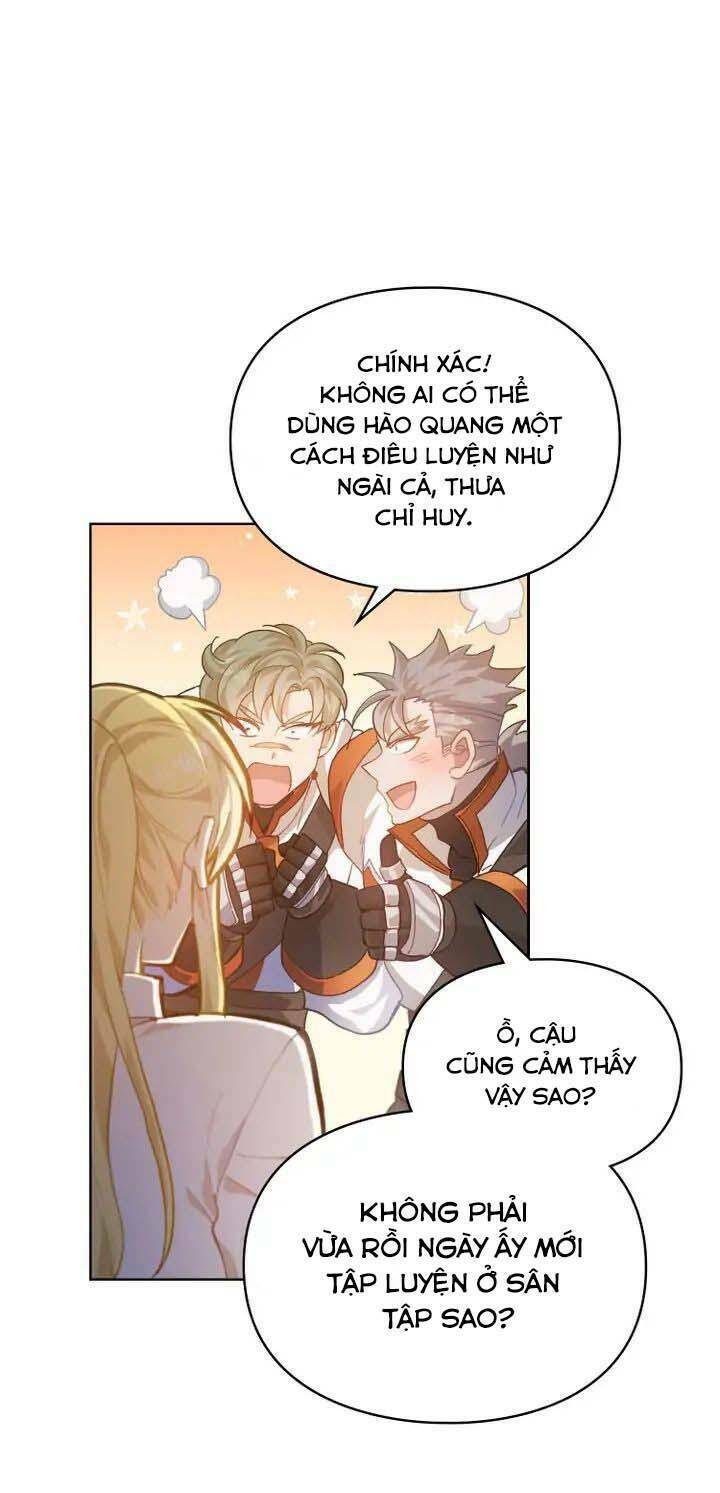 CHÍNH XÁC!
KHÔNG AI CÓ THỂ
DÙNG HÀO QUANG MỘT
CÁCH ĐIÊU LUYỆN NHƯ
NGÀI CẢ, THƯA
CHỈ HUY.
Ồ, CẬU
CŨNG CẢM THẤY
VẬY SAO?
KHÔNG PHẢI
VỪA RỒI NGÀY ẤY MỚI
TẬP LUYỆN Ở SÂN
TẬP SAO?